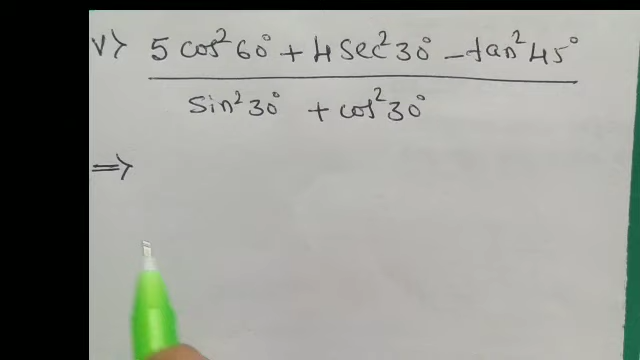 v> 5 cos²60° + 4 sec²30° - tan²45°
sin²30° + cos²30°
⇒